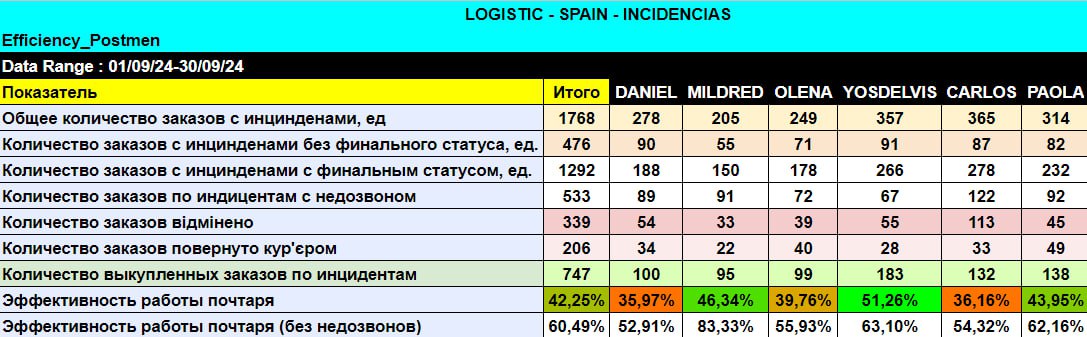 LOGISTIC - SPAIN - INCIDENCIAS
Efficiency_Postmen
Data Range : 01/09/24-30/09/24
Показатель Итого DANIEL MILDRED OLENA YOSDELVIS CARLOS PAOLA
Общее количество заказов с инцинденами, ед 1768 278 205 249 357 365 314
Количество заказов с инцинденами без финального статуса, ед. 476 90 55 71 91 87 82
Количество заказов с инцинденами с финальным статусом, ед. 1292 188 150 178 266 278 232
Количество заказов по индицентам с недозвоном 533 89 91 72 67 122 92
Количество заказов відмінено 339 54 33 39 55 113 45
Количество заказов повернуто кур'єром 206 34 22 40 28 33 49
Количество выкупленных заказов по инцидентам 747 100 95 99 183 132 138
Эффективность работы почтаря 42,25% 35,97% 46,34% 39,76% 51,26% 36,16% 43,95%
Эффективность работы почтаря (без недозвонов) 60,49% 52,91% 83,33% 55,93% 63,10% 54,32% 62,16%